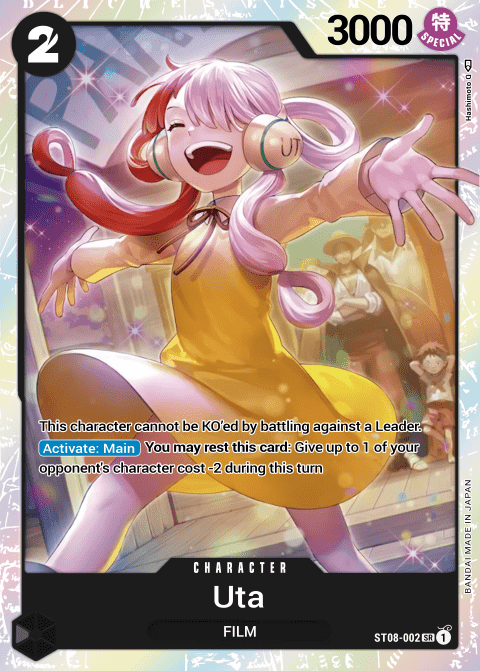 2
3000
特
SPECIAL
Hashimoto Q
UT
This character cannot be KO'ed by battling against a Leader.
Activate: Main You may rest this card: Give up to 1 of your
opponent's character cost -2 during this turn
BANDAI MADE IN JAPAN
CHARACTER
Uta
FILM
ST08-002 SR 1